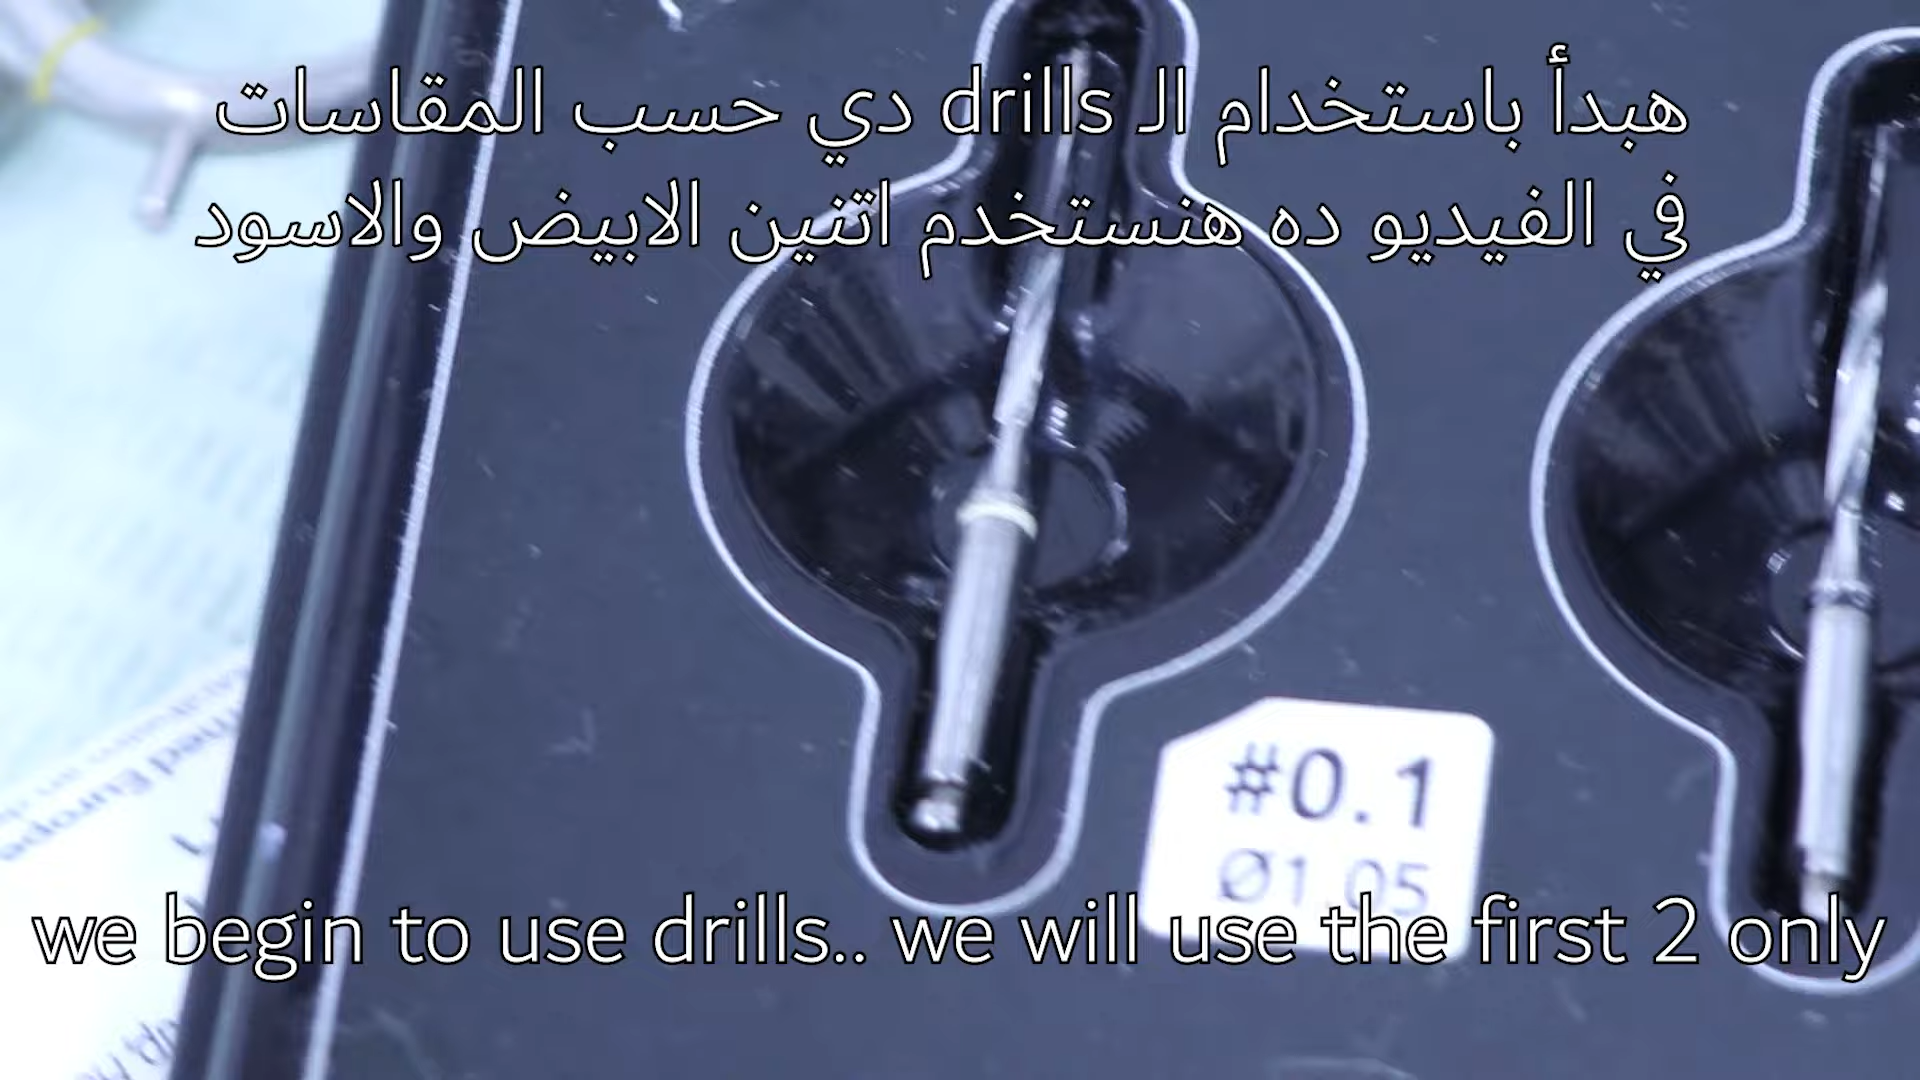 هبدأ باستخدام الـ drills دي حسب المقاسات
في الفيديو ده هنستخدم اتنين الابيض والاسود
#0.1
Ø1.05
we begin to use drills.. we will use the first 2 only